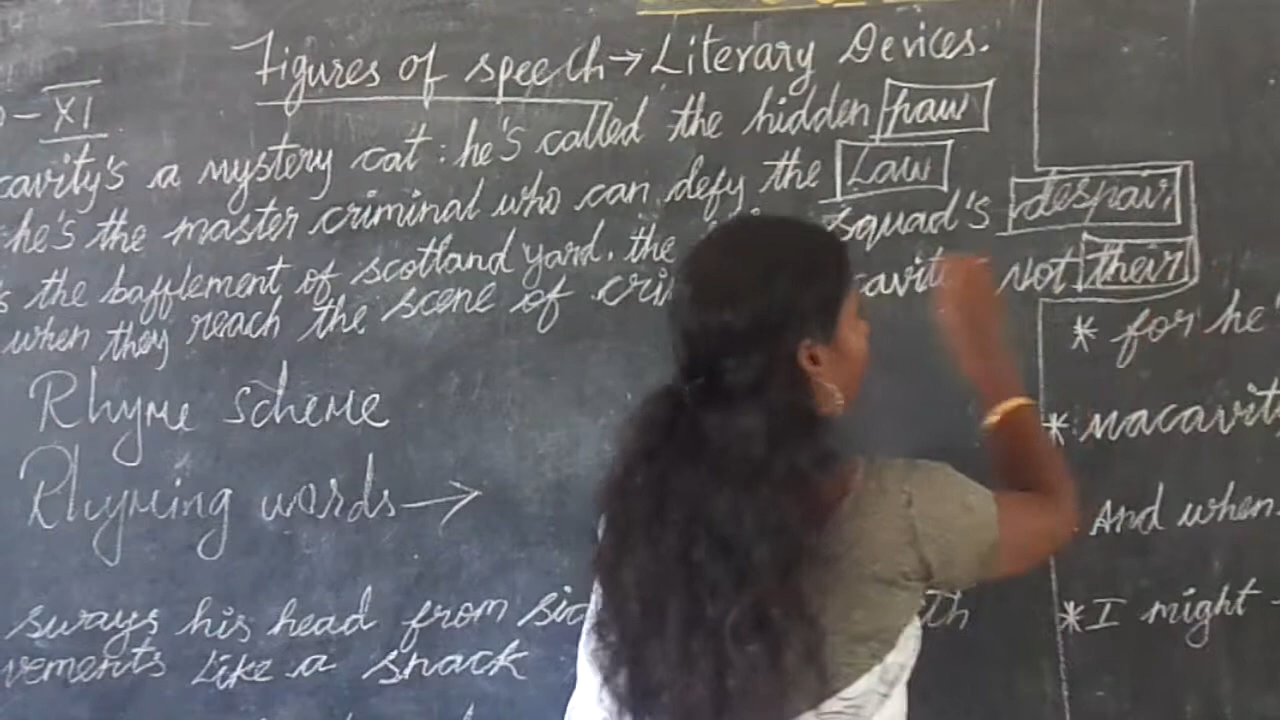 Figures of speech → Literary Devices.
XI
cavity's a mystery cat : he's called the hidden paw
he's the master criminal who can defy the Law
the bafflement of scotland yard. the squad's despair
when they reach the scene of not their
* for he
Rhyme scheme
* macavity
Rhyming words →
And when
sways his head from
* I might
vements like a snack